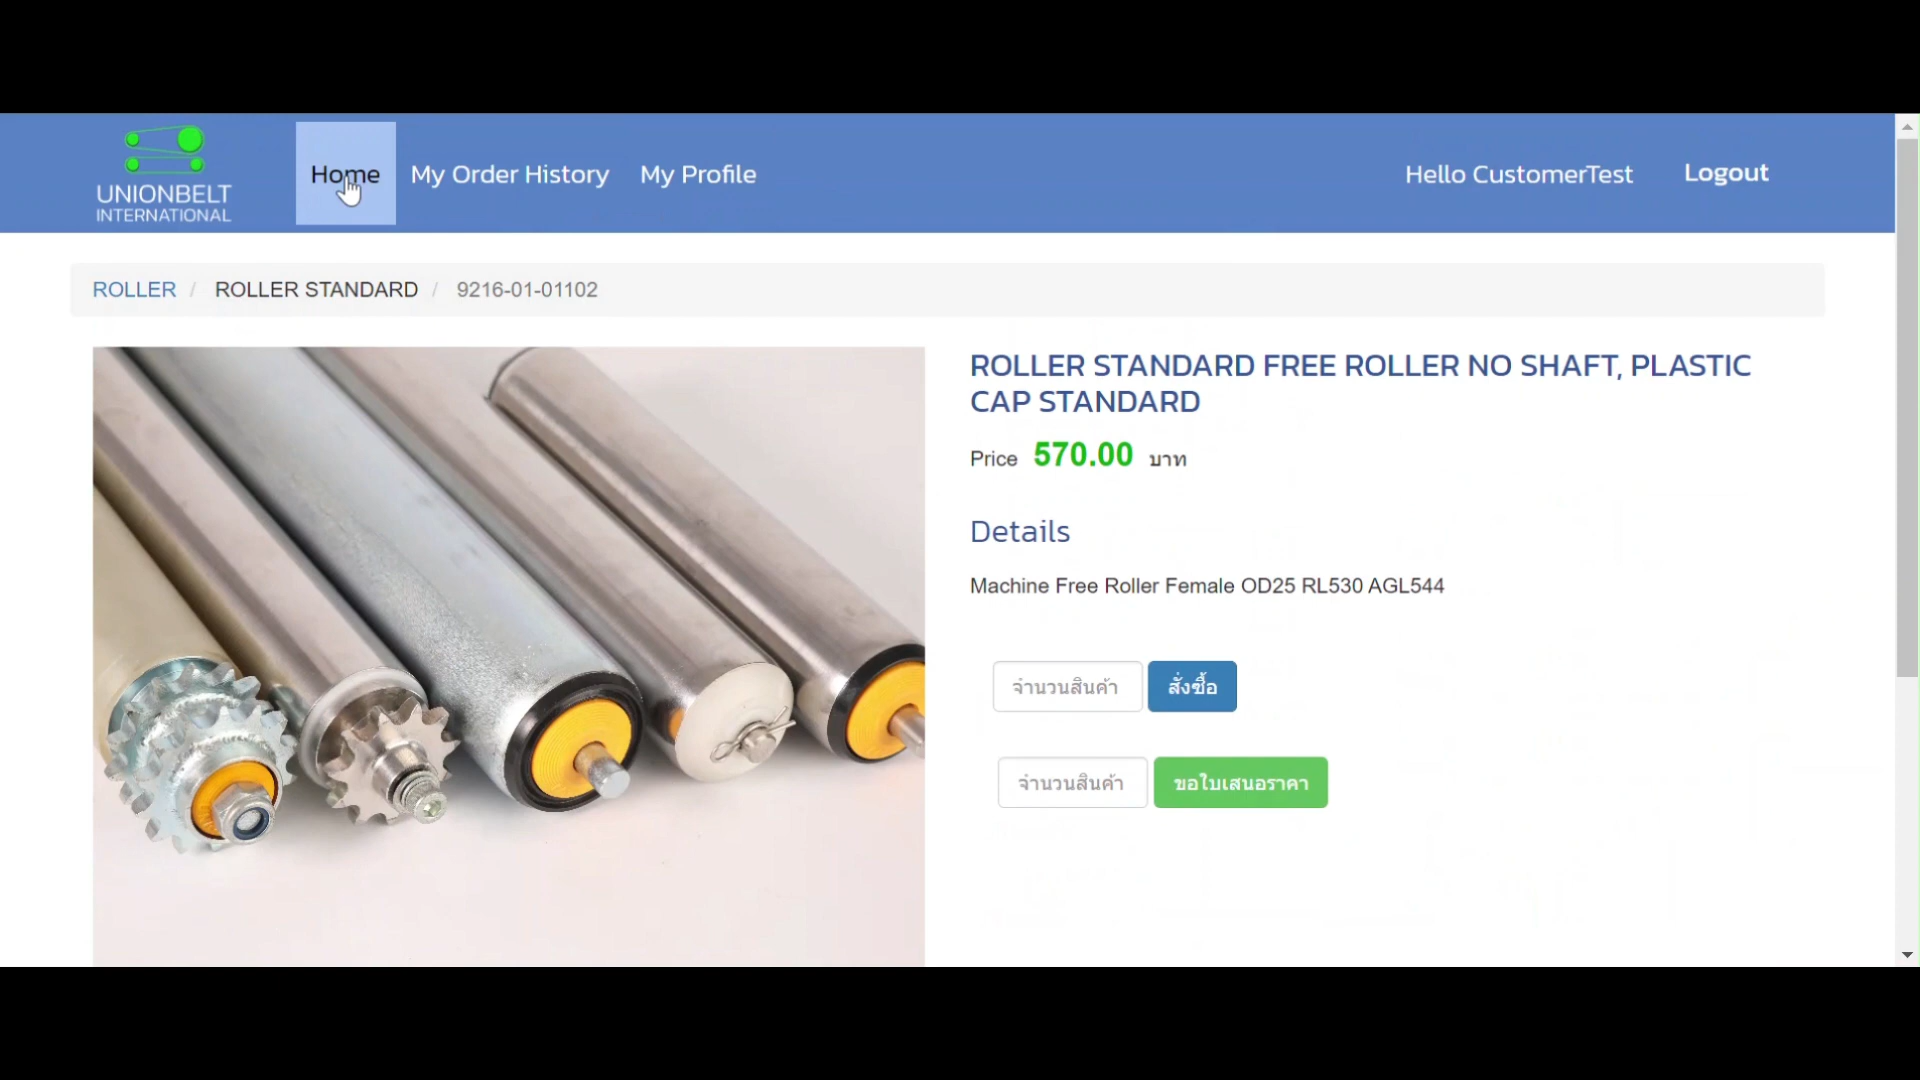 UNIONBELT
INTERNATIONAL
Home
My Order History
My Profile
Hello CustomerTest
Logout
ROLLER / ROLLER STANDARD / 9216-01-01102
ROLLER STANDARD FREE ROLLER NO SHAFT, PLASTIC
CAP STANDARD
Price 570.00 บาท
Details
Machine Free Roller Female OD25 RL530 AGL544
จำนวนสินค้า สั่งซื้อ
จำนวนสินค้า ขอใบเสนอราคา